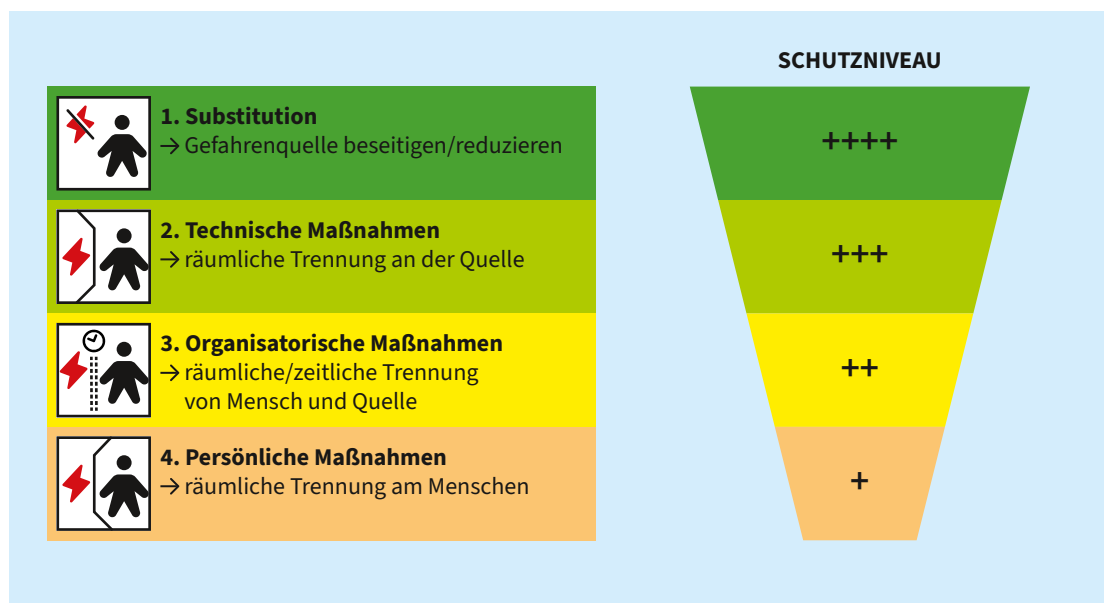 SCHUTZNIVEAU
1. Substitution
→ Gefahrenquelle beseitigen/reduzieren
++++
2. Technische Maßnahmen
→ räumliche Trennung an der Quelle
+++
3. Organisatorische Maßnahmen
→ räumliche/zeitliche Trennung
von Mensch und Quelle
++
4. Persönliche Maßnahmen
→ räumliche Trennung am Menschen
+